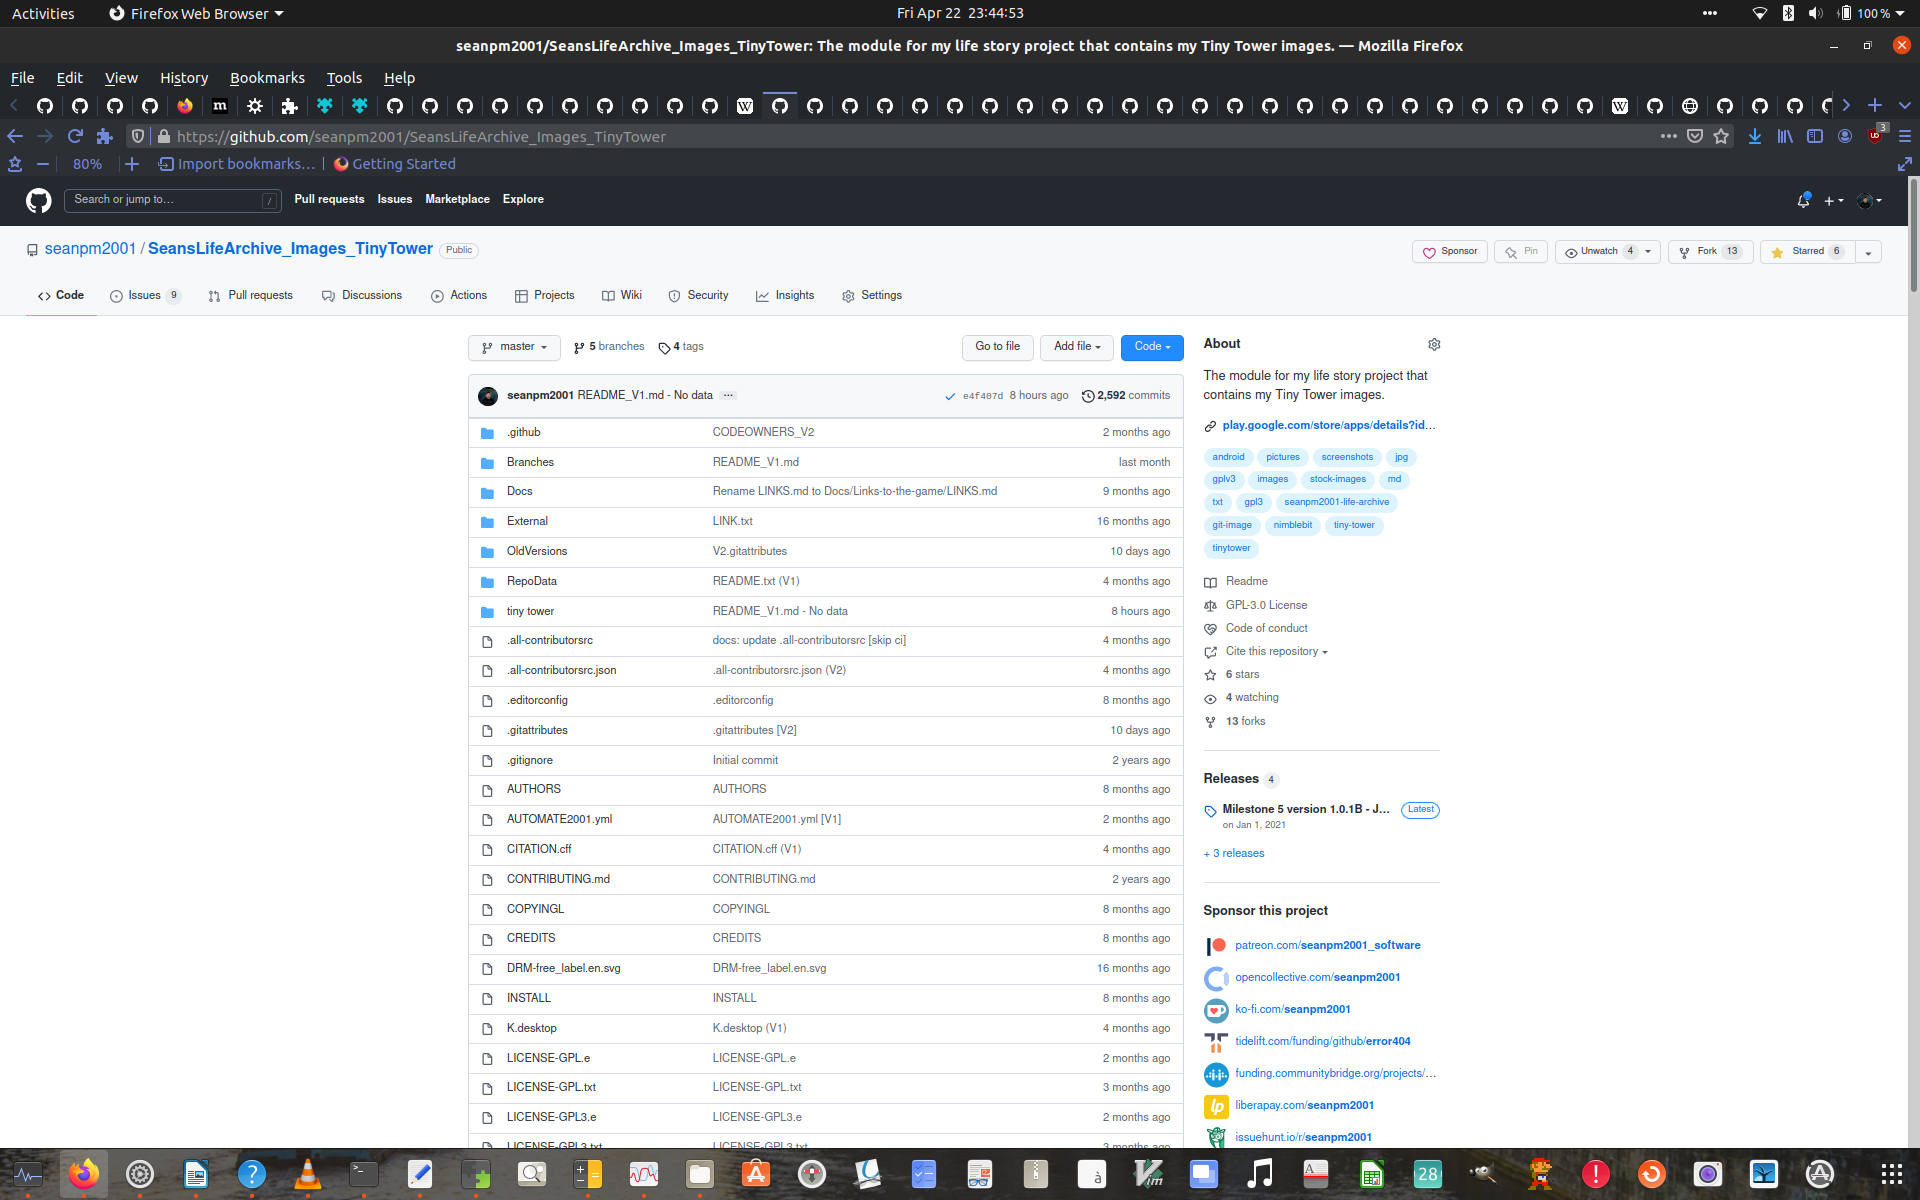 Activities Firefox Web Browser Fri Apr 22 23:44:53 100 %
seanpm2001/SeansLifeArchive_Images_TinyTower: The module for my life story project that contains my Tiny Tower images. — Mozilla Firefox
File Edit View History Bookmarks Tools Help
https://github.com/seanpm2001/SeansLifeArchive_Images_TinyTower 3
80% Import bookmarks... Getting Started
Search or jump to... / Pull requests Issues Marketplace Explore
seanpm2001 / SeansLifeArchive_Images_TinyTower Public Sponsor Pin Unwatch 4 Fork 13 Starred 6
Code Issues 9 Pull requests Discussions Actions Projects Wiki Security Insights Settings
master 5 branches 4 tags Go to file Add file Code
seanpm2001 README_V1.md - No data ... e4f407d 8 hours ago 2,592 commits
.github CODEOWNERS_V2 2 months ago
Branches README_V1.md last month
Docs Rename LINKS.md to Docs/Links-to-the-game/LINKS.md 9 months ago
External LINK.txt 16 months ago
OldVersions V2.gitattributes 10 days ago
RepoData README.txt (V1) 4 months ago
tiny tower README_V1.md - No data 8 hours ago
.all-contributorsrc docs: update .all-contributorsrc [skip ci] 4 months ago
.all-contributorsrc.json .all-contributorsrc.json (V2) 4 months ago
.editorconfig .editorconfig 8 months ago
.gitattributes .gitattributes [V2] 10 days ago
.gitignore Initial commit 2 years ago
AUTHORS AUTHORS 8 months ago
AUTOMATE2001.yml AUTOMATE2001.yml [V1] 2 months ago
CITATION.cff CITATION.cff (V1) 4 months ago
CONTRIBUTING.md CONTRIBUTING.md 2 years ago
COPYINGL COPYINGL 8 months ago
CREDITS CREDITS 8 months ago
DRM-free_label.en.svg DRM-free_label.en.svg 16 months ago
INSTALL INSTALL 8 months ago
K.desktop K.desktop (V1) 4 months ago
LICENSE-GPL.e LICENSE-GPL.e 2 months ago
LICENSE-GPL.txt LICENSE-GPL.txt 3 months ago
LICENSE-GPL3.e LICENSE-GPL3.e 2 months ago
LICENSE-GPL3.txt LICENSE-GPL3.txt 3 months ago
About
The module for my life story project that
contains my Tiny Tower images.
play.google.com/store/apps/details?id...
android pictures screenshots jpg
gplv3 images stock-images md
txt gpl3 seanpm2001-life-archive
git-image nimblebit tiny-tower
tinytower
Readme
GPL-3.0 License
Code of conduct
Cite this repository
6 stars
4 watching
13 forks
Releases 4
Milestone 5 version 1.0.1B - J... Latest
on Jan 1, 2021
+ 3 releases
Sponsor this project
patreon.com/seanpm2001_software
opencollective.com/seanpm2001
ko-fi.com/seanpm2001
tidelift.com/funding/github/error404
funding.communitybridge.org/projects/...
liberapay.com/seanpm2001
issuehunt.io/r/seanpm2001
28